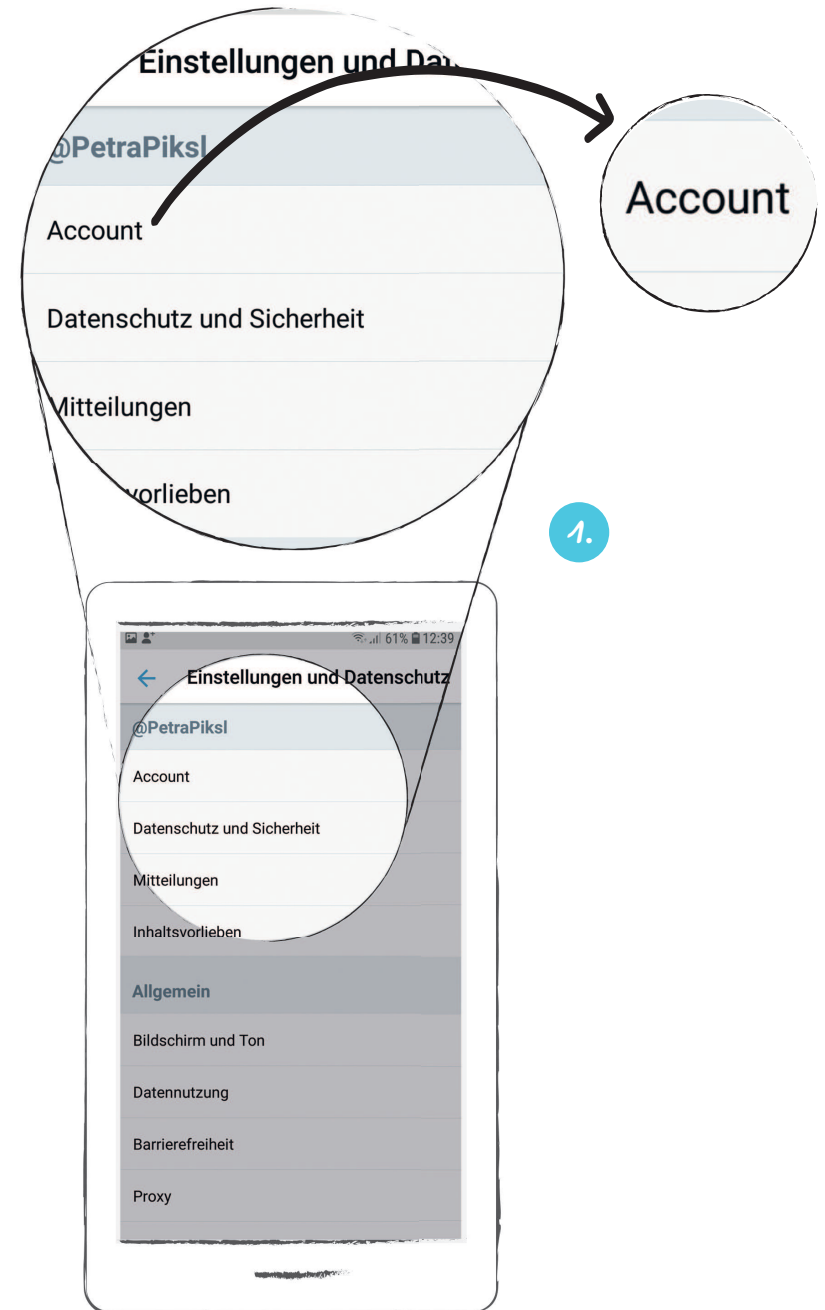 Einstellungen und Dat
@PetraPiksl
Account
Datenschutz und Sicherheit
Mitteilungen
vorlieben
Account
1.
61% 12:39
Einstellungen und Datenschutz
@PetraPiksl
Account
Datenschutz und Sicherheit
Mitteilungen
Inhaltsvorlieben
Allgemein
Bildschirm und Ton
Datennutzung
Barrierefreiheit
Proxy